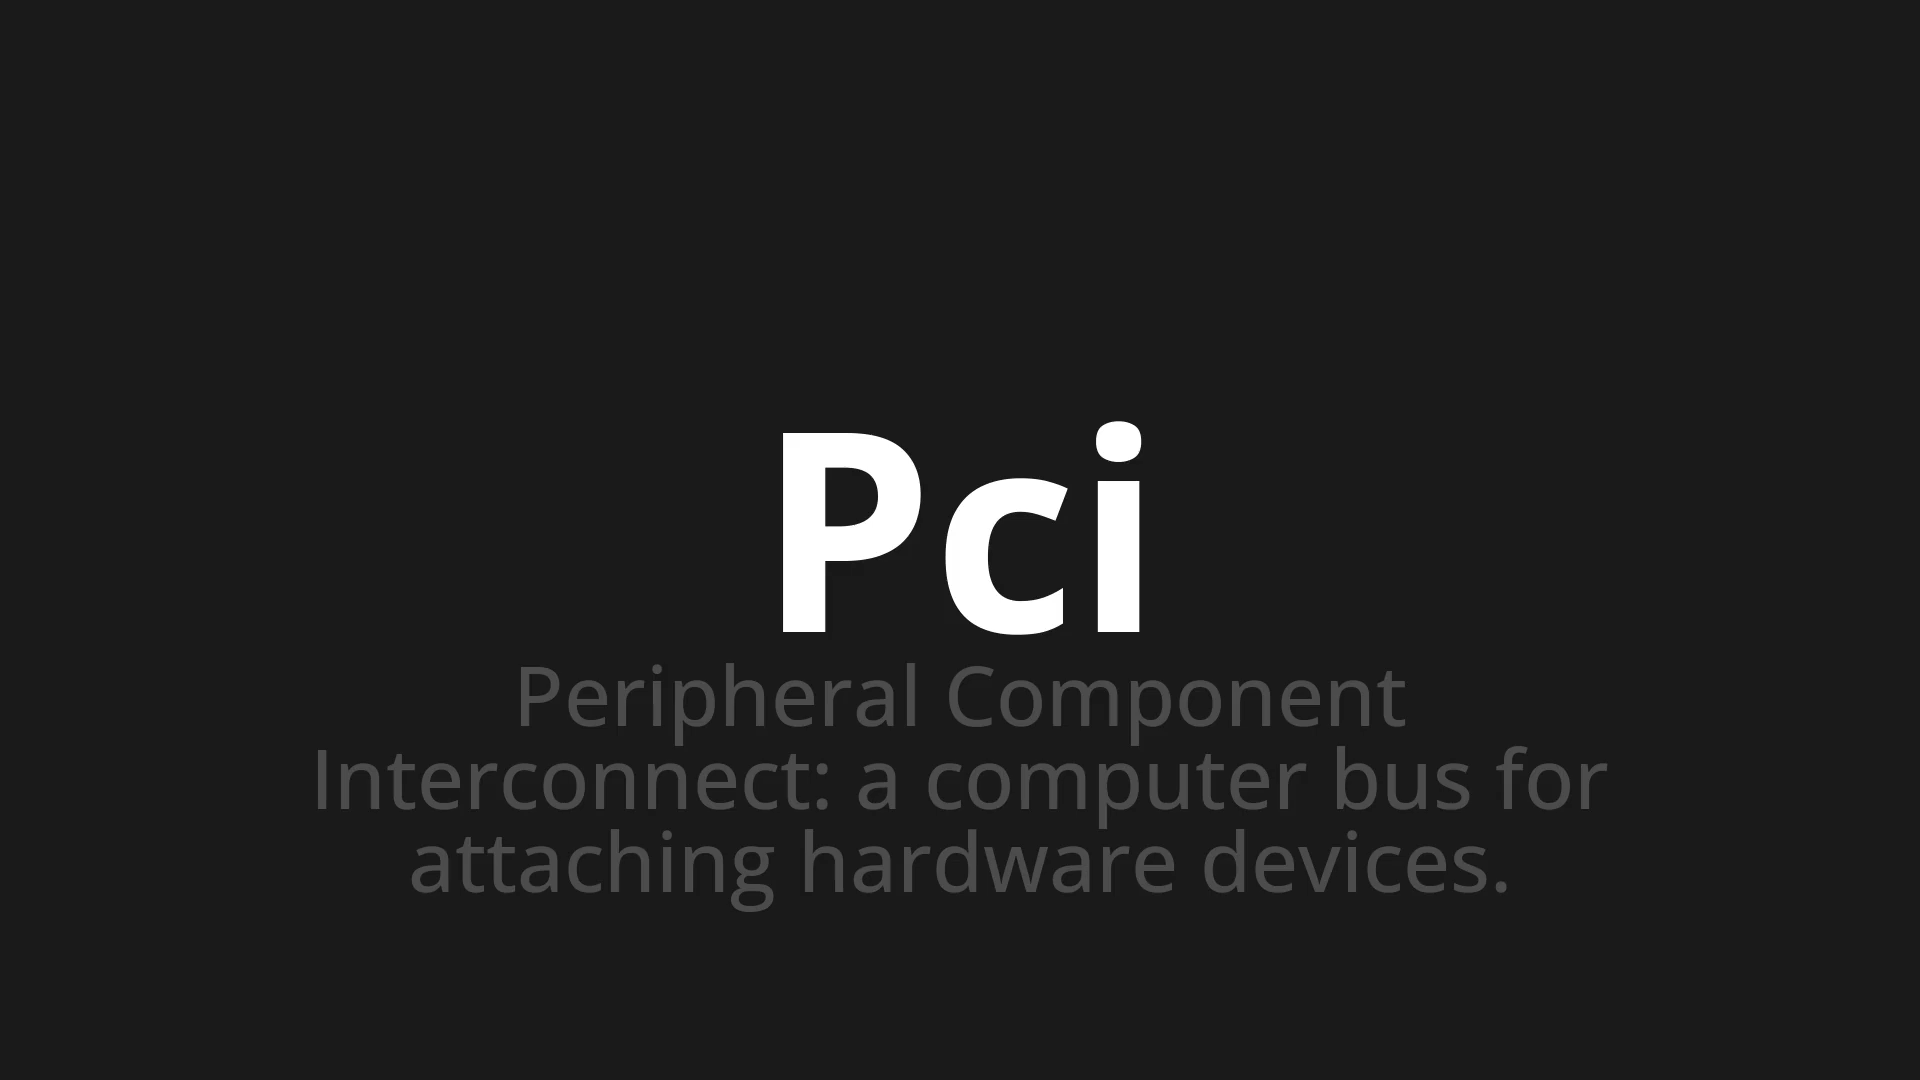 Pci
Peripheral Component
Interconnect: a computer bus for
attaching hardware devices.